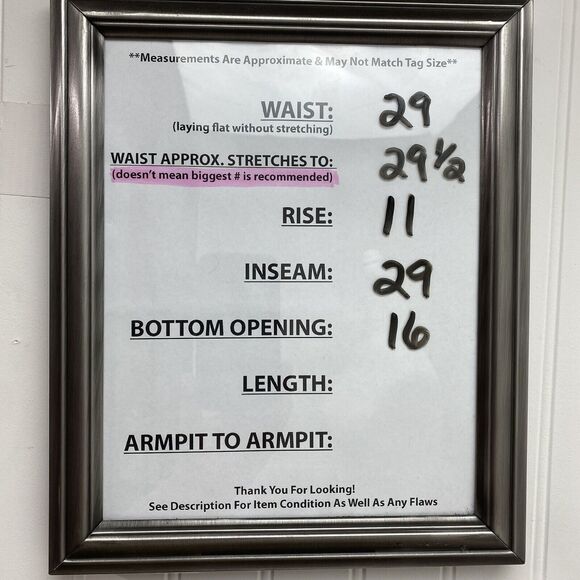 **Measurements Are Approximate & May Not Match Tag Size**
WAIST: 29
(laying flat without stretching)
WAIST APPROX. STRETCHES TO: 29 1/2
(doesn't mean biggest # is recommended)
RISE: 11
INSEAM: 29
BOTTOM OPENING: 16
LENGTH:
ARMPIT TO ARMPIT:
Thank You For Looking!
See Description For Item Condition As Well As Any Flaws